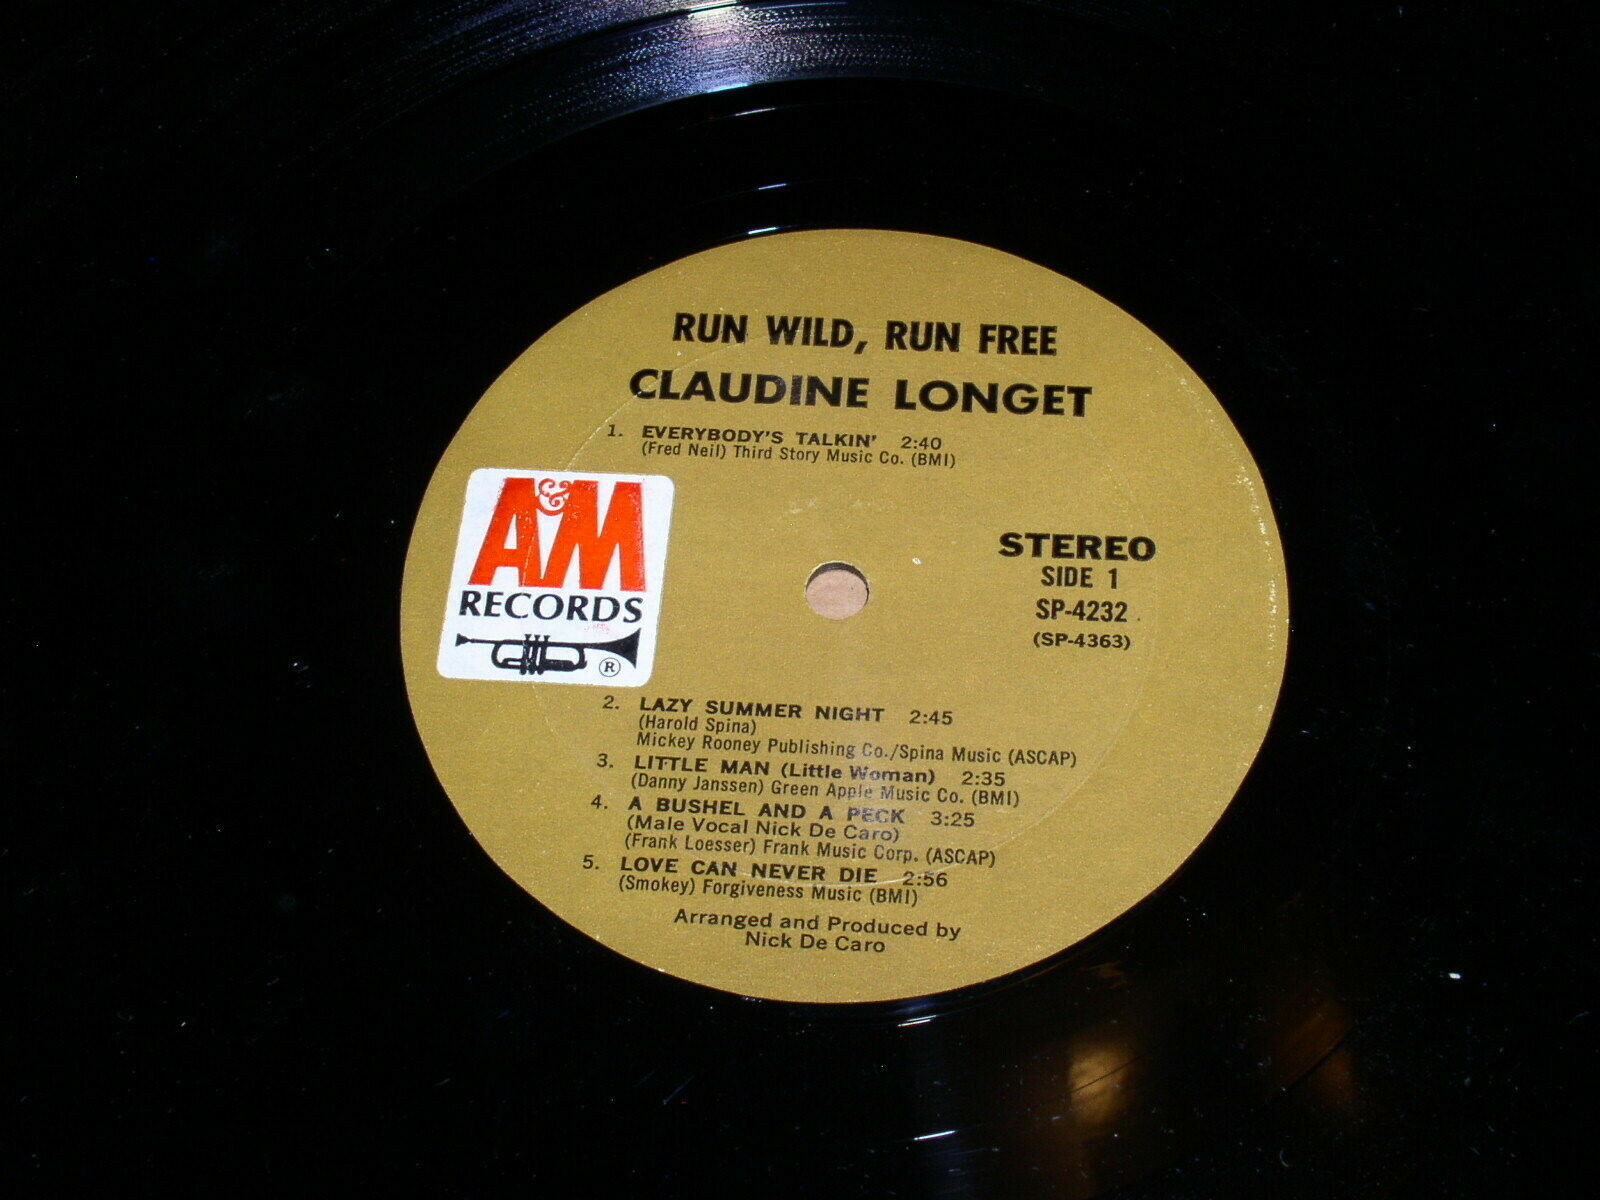 RUN WILD, RUN FREE
CLAUDINE LONGET
1. EVERYBODY'S TALKIN' 2:40
(Fred Neil) Third Story Music Co. (BMI)
A&M
RECORDS
®
STEREO
SIDE 1
SP-4232
(SP-4363)
2. LAZY SUMMER NIGHT 2:45
(Harold Spina)
Mickey Rooney Publishing Co./Spina Music (ASCAP)
3. LITTLE MAN (Little Woman) 2:35
(Danny Janssen) Green Apple Music Co. (BMI)
4. A BUSHEL AND A PECK 3:25
(Male Vocal Nick De Caro)
(Frank Loesser) Frank Music Corp. (ASCAP)
5. LOVE CAN NEVER DIE 2:56
(Smokey) Forgiveness Music (BMI)
Arranged and Produced by
Nick De Caro